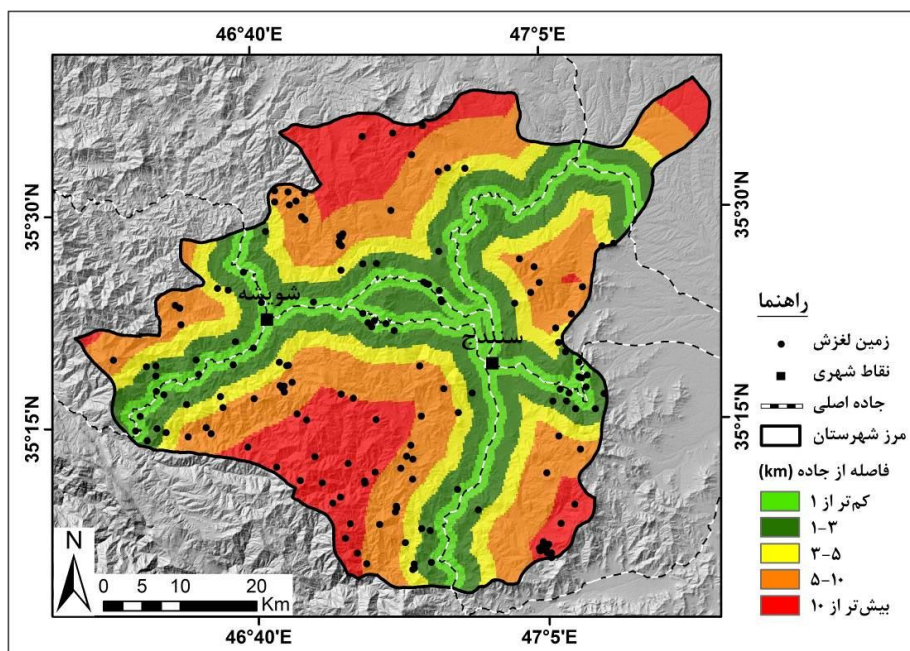 46°40'E
47°5'E
35°30'N
35°30'N
شویسه
سنندج
35°15'N
35°15'N
راهنما
زمین لغزش
نقاط شهری
جاده اصلی
مرز شهرستان
فاصله از جاده (km)
کم‌تر از ۱
۱-۳
۳-۵
۵-۱۰
بیش‌تر از ۱۰
N
0 5 10 20
Km
46°40'E
47°5'E